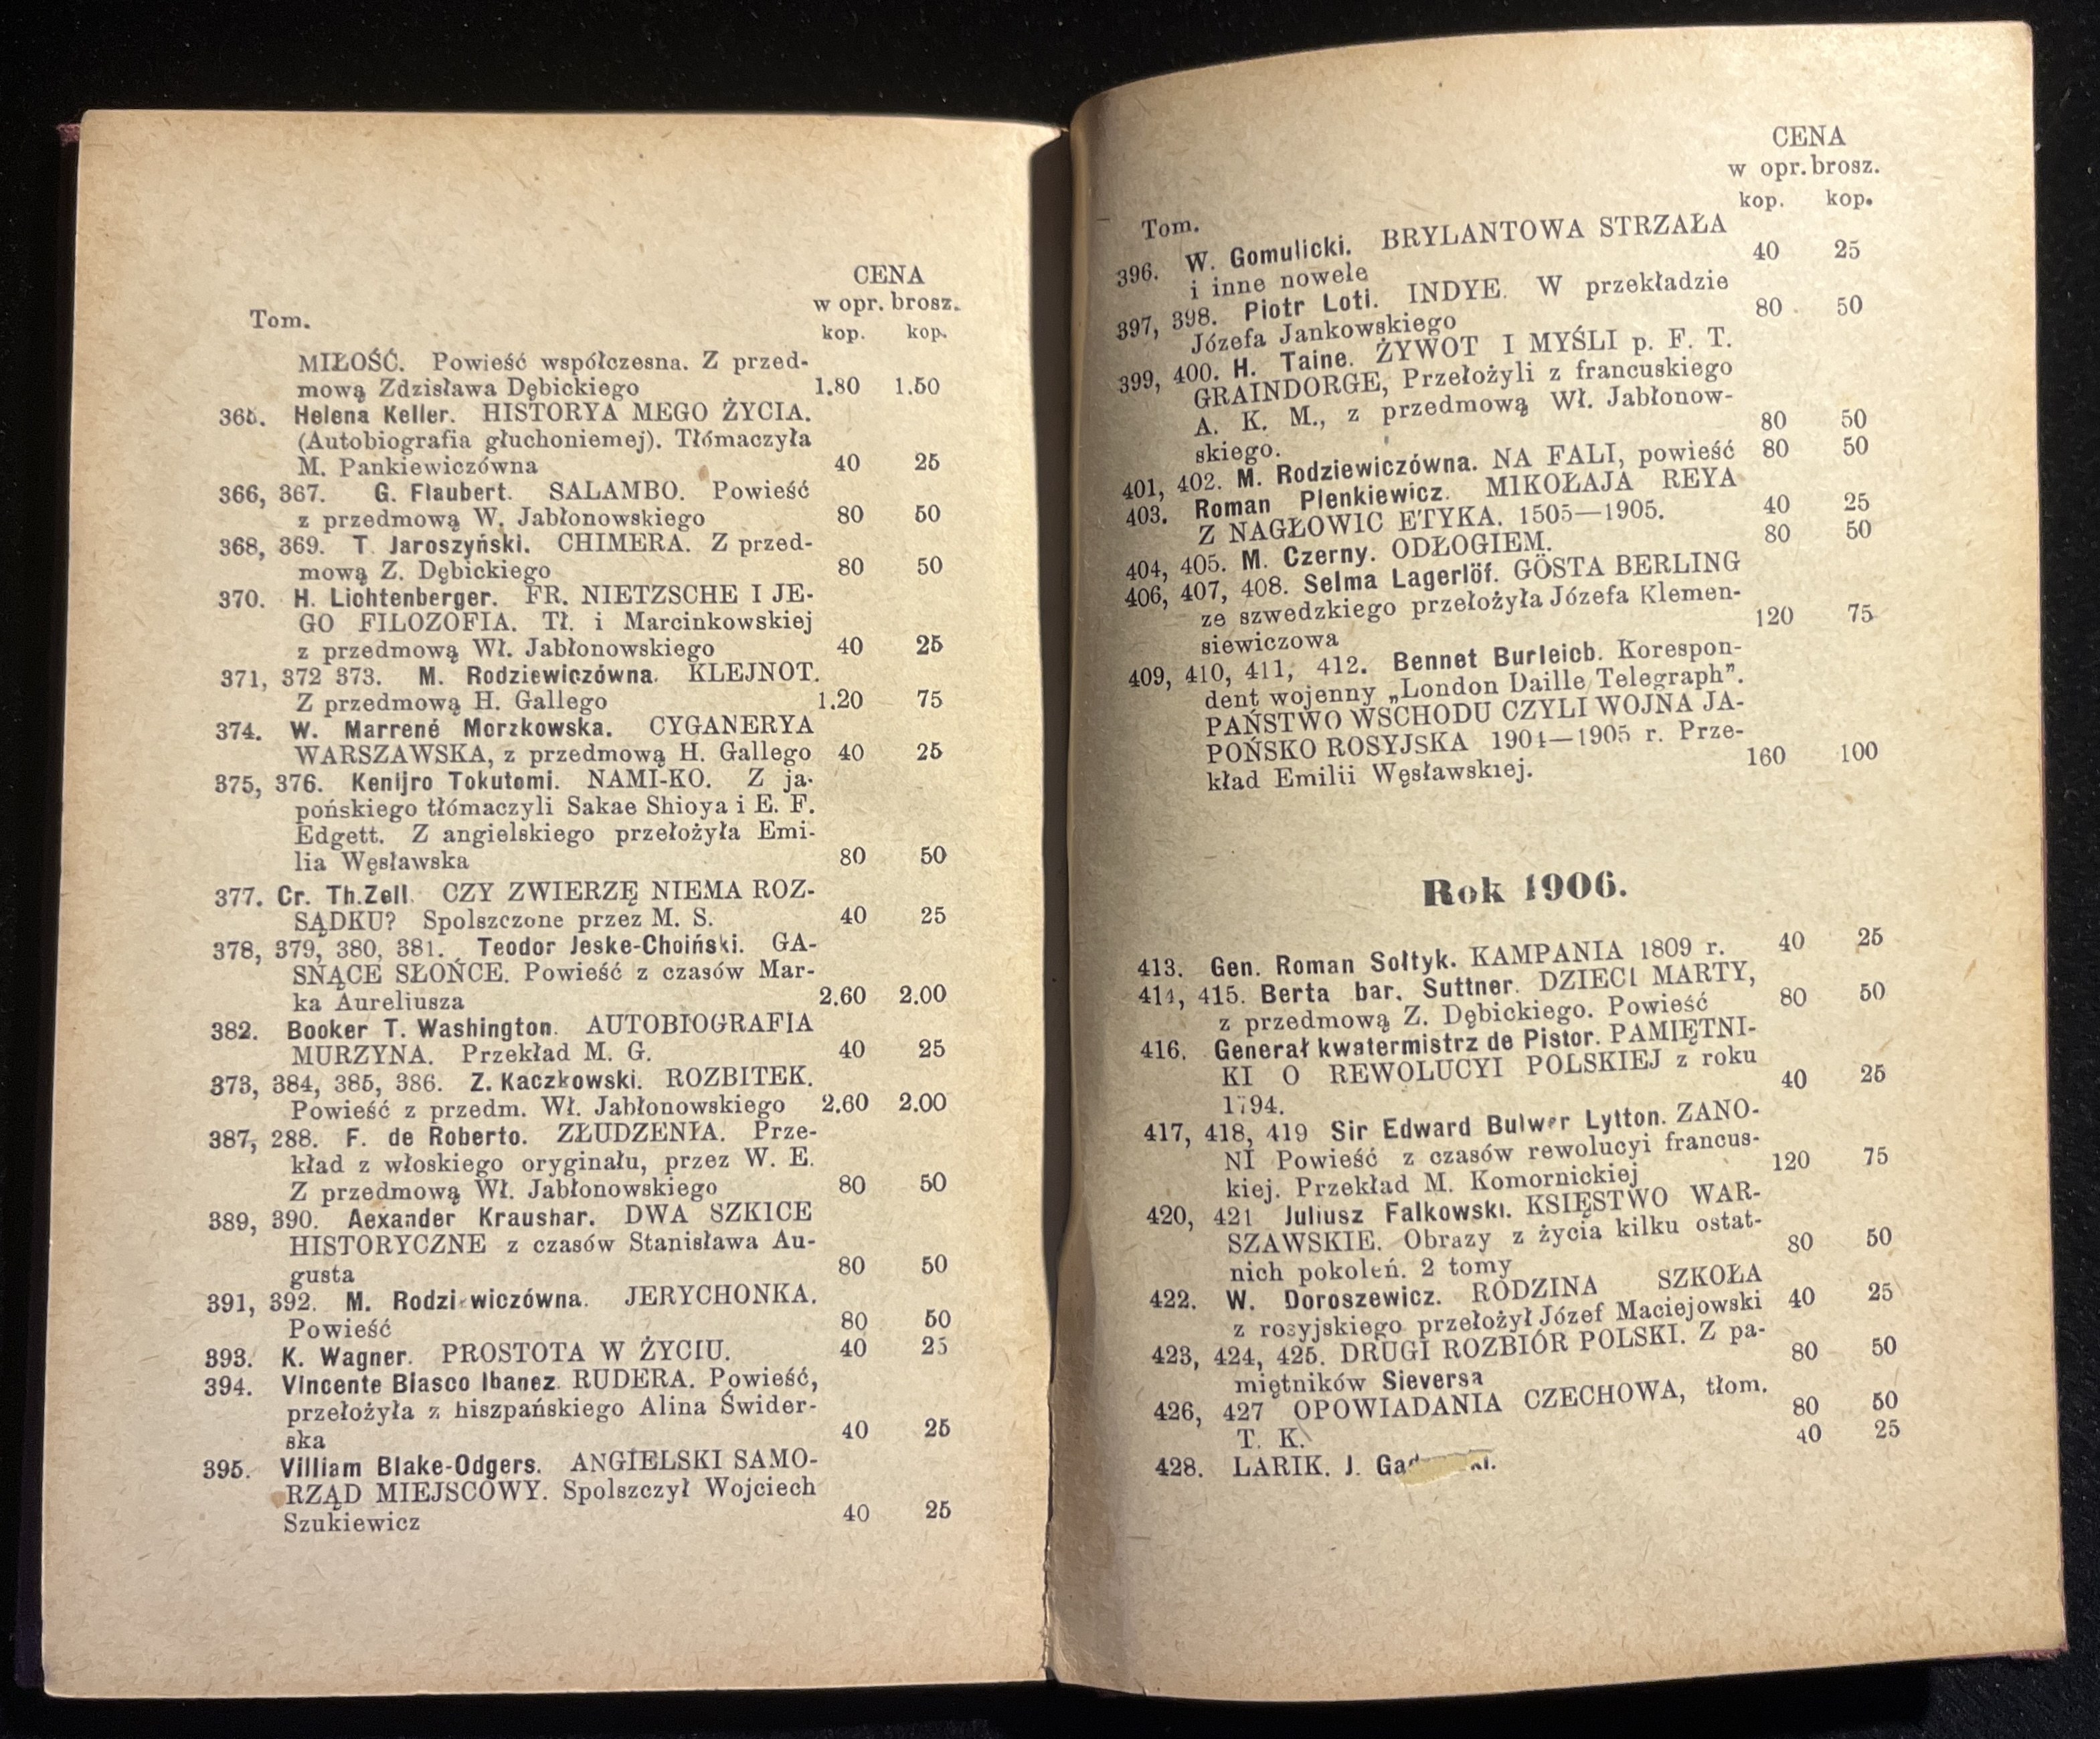 CENA
w opr. brosz.
Tom.
kop. kop.
MIŁOŚĆ. Powieść współczesna. Z przed-
mową Zdzisława Dębickiego 1.80 1.50
365. Helena Keller. HISTORYA MEGO ŻYCIA.
(Autobiografia głuchoniemej). Tłómaczyła
M. Pankiewiczówna 40 25
366, 367. G. Flaubert. SALAMBO. Powieść
z przedmową W. Jabłonowskiego 80 50
368, 369. T Jaroszyński. CHIMERA. Z przed-
mową Z. Dębickiego 80 50
370. H. Lichtenberger. FR. NIETZSCHE I JE-
GO FILOZOFIA. Tł. i Marcinkowskiej
z przedmową Wł. Jabłonowskiego 40 25
371, 372 373. M. Rodziewiczówna. KLEJNOT.
Z przedmową H. Gallego 1.20 75
374. W. Marrené Morzkowska. CYGANERYA
WARSZAWSKA, z przedmową H. Gallego 40 25
375, 376. Kenijro Tokutomi. NAMI-KO. Z ja-
pońskiego tłómaczyli Sakae Shioya i E. F.
Edgett. Z angielskiego przełożyła Emi-
lia Węsławska 80 50
377. Cr. Th.Zell. CZY ZWIERZĘ NIEMA ROZ-
SĄDKU? Spolszczone przez M. S. 40 25
378, 379, 380, 381. Teodor Jeske-Choiński. GA-
SNĄCE SŁOŃCE. Powieść z czasów Mar-
ka Aureliusza 2.60 2.00
382. Booker T. Washington. AUTOBIOGRAFIA
MURZYNA. Przekład M. G. 40 25
373, 384, 385, 386. Z. Kaczkowski. ROZBITEK.
Powieść z przedm. Wł. Jabłonowskiego 2.60 2.00
387, 288. F. de Roberto. ZŁUDZENIA. Prze-
kład z włoskiego oryginału, przez W. E.
Z przedmową Wł. Jabłonowskiego 80 50
389, 390. Aexander Kraushar. DWA SZKICE
HISTORYCZNE z czasów Stanisława Au-
gusta 80 50
391, 392. M. Rodziewiczówna. JERYCHONKA.
Powieść 80 50
393. K. Wagner. PROSTOTA W ŻYCIU. 40 25
394. Vincente Blasco Ibanez. RUDERA. Powieść,
przełożyła z hiszpańskiego Alina Świder-
ska 40 25
395. Villiam Blake-Odgers. ANGIELSKI SAMO-
RZĄD MIEJSCOWY. Spolszczył Wojciech
Szukiewicz 40 25
CENA
w opr. brosz.
kop. kop.
Tom.
396. W. Gomulicki. BRYLANTOWA STRZAŁA
i inne nowele 40 25
397, 398. Piotr Loti. INDYE. W przekładzie
Józefa Jankowskiego 80 50
399, 400. H. Taine. ŻYWOT I MYŚLI p. F. T.
GRAINDORGE, Przełożyli z francuskiego
A. K. M., z przedmową Wł. Jabłonow-
skiego. 80 50
401, 402. M. Rodziewiczówna. NA FALI, powieść 80 50
403. Roman Plenkiewicz. MIKOŁAJA REYA
Z NAGŁOWIC ETYKA. 1505—1905. 40 25
404, 405. M. Czerny. ODŁOGIEM. 80 50
406, 407, 408. Selma Lagerlöf. GÖSTA BERLING
ze szwedzkiego przełożyła Józefa Klemen-
siewiczowa 120 75
409, 410, 411, 412. Bennet Burleicb. Korespon-
dent wojenny „London Daille Telegraph”.
PAŃSTWO WSCHODU CZYLI WOJNA JA-
POŃSKO ROSYJSKA 1904—1905 r. Prze-
kład Emilii Węsławskiej. 160 100
Rok 1906.
413. Gen. Roman Sołtyk. KAMPANIA 1809 r. 40 25
414, 415. Berta bar. Suttner. DZIECI MARTY,
z przedmową Z. Dębickiego. Powieść 80 50
416. Generał kwatermistrz de Pistor. PAMIĘTNI-
KI O REWOLUCYI POLSKIEJ z roku
1794. 40 25
417, 418, 419 Sir Edward Bulwer Lytton. ZANO-
NI Powieść z czasów rewolucyi francus-
kiej. Przekład M. Komornickiej 120 75
420, 421 Juliusz Falkowski. KSIĘSTWO WAR-
SZAWSKIE. Obrazy z życia kilku ostat-
nich pokoleń. 2 tomy 80 50
422. W. Doroszewicz. RODZINA SZKOŁA
z rosyjskiego przełożył Józef Maciejowski 40 25
423, 424, 425. DRUGI ROZBIÓR POLSKI. Z pa-
miętników Sieversa 80 50
426, 427 OPOWIADANIA CZECHOWA, tłom.
T. K. 80 50
428. LARIK. J. 40 25